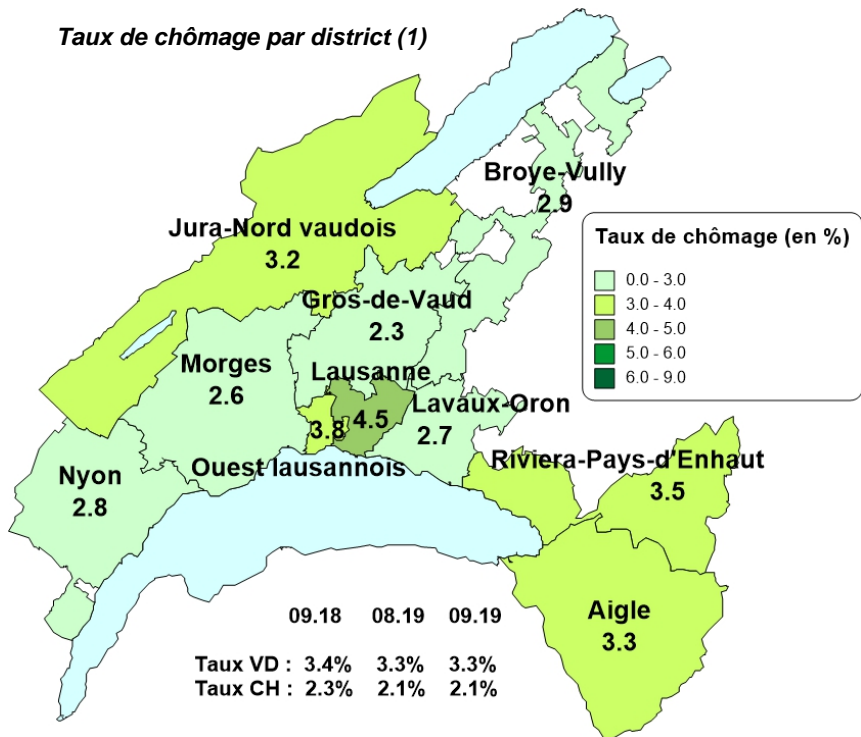 Taux de chômage par district (1)
Broye-Vully
2.9
Jura-Nord vaudois
3.2
Taux de chômage (en %)
0.0 - 3.0
3.0 - 4.0
4.0 - 5.0
5.0 - 6.0
6.0 - 9.0
Gros-de-Vaud
2.3
Morges
2.6
Lausanne
4.5
Lavaux-Oron
2.7
3.8
Ouest lausannois
Riviera-Pays-d'Enhaut
3.5
Nyon
2.8
Aigle
3.3
09.18 08.19 09.19
Taux VD : 3.4% 3.3% 3.3%
Taux CH : 2.3% 2.1% 2.1%